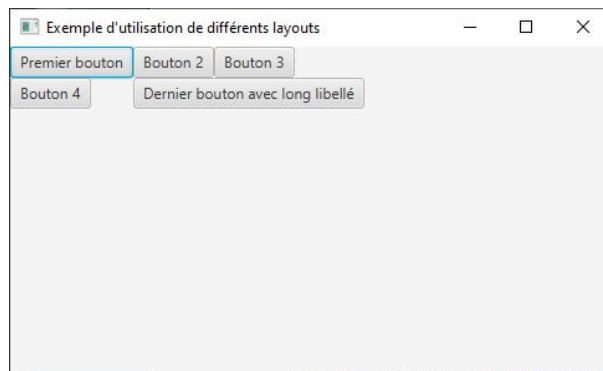 Exemple d'utilisation de différents layouts
Premier bouton Bouton 2 Bouton 3
Bouton 4 Dernier bouton avec long libellé